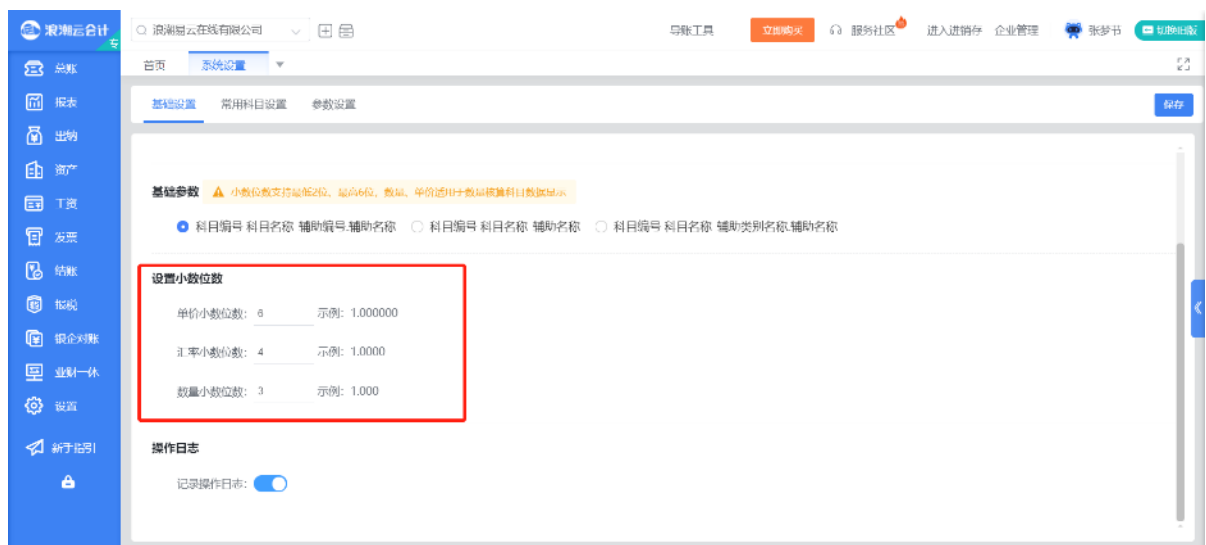 浪潮云会计 专
浪潮易云在线有限公司
导账工具 立即购买 服务社区 进入进销存 企业管理 张梦节 切换旧版
总账
首页 系统设置
报表
基础设置 常用科目设置 参数设置 保存
出纳
资产
基础参数 小数位数支持最低2位、最高6位、数量、单价适用于数量核算科目数据显示
工资
科目编号 科目名称 辅助编号.辅助名称 科目编号 科目名称 辅助名称 科目编号 科目名称 辅助类别名称.辅助名称
发票
结账
设置小数位数
报税
单价小数位数: 6 示例: 1.000000
银企对账
汇率小数位数: 4 示例: 1.0000
业财一体
数量小数位数: 3 示例: 1.000
设置
新手指引
操作日志
记录操作日志: